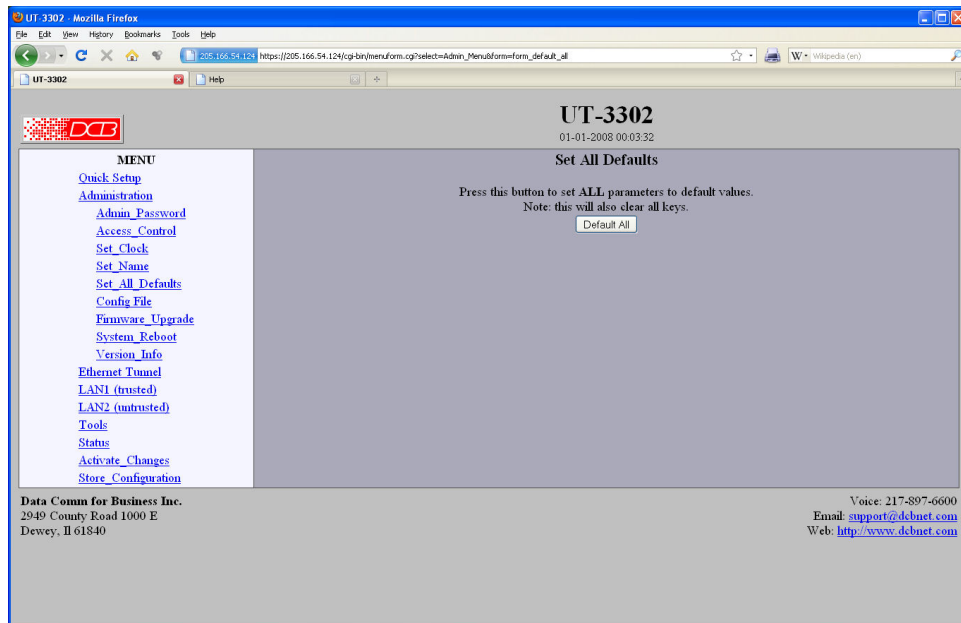 UT-3302 - Mozilla Firefox
File Edit View History Bookmarks Tools Help
205.166.54.124 https://205.166.54.124/cgi-bin/menuform.cgi?select=Admin_Menu&form=form_default_all
W Wikipedia (en)
UT-3302 Help
DCB
UT-3302
01-01-2008 00:03:32
MENU
Quick Setup
Administration
Admin_Password
Access_Control
Set_Clock
Set_Name
Set_All_Defaults
Config File
Firmware_Upgrade
System_Reboot
Version_Info
Ethernet Tunnel
LAN1 (trusted)
LAN2 (untrusted)
Tools
Status
Activate_Changes
Store_Configuration
Set All Defaults
Press this button to set ALL parameters to default values.
Note: this will also clear all keys.
Default All
Data Comm for Business Inc.
2949 County Road 1000 E
Dewey, Il 61840
Voice: 217-897-6600
Email: support@dcbnet.com
Web: http://www.dcbnet.com